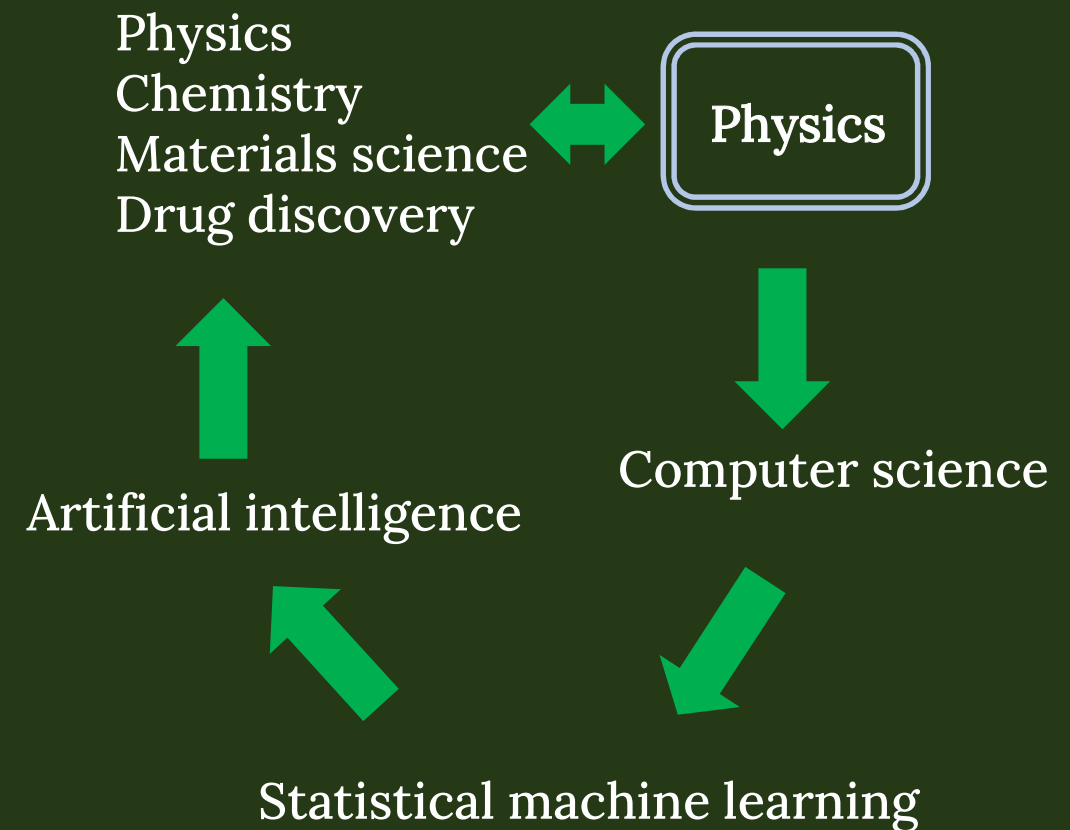 Physics
Chemistry
Materials science
Drug discovery
Physics
Computer science
Artificial intelligence
Statistical machine learning